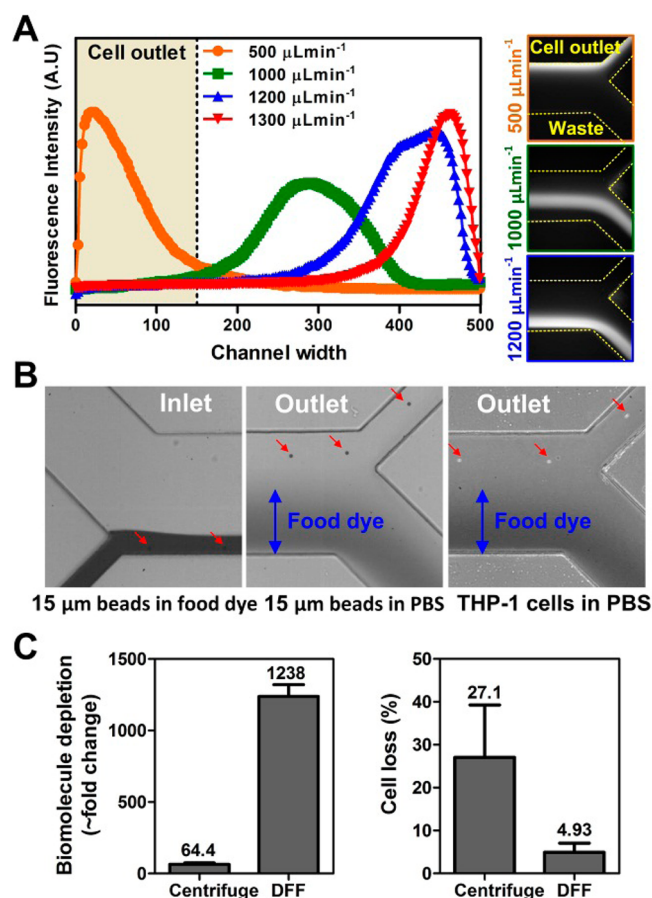 A
Fluorescence Intensity (A.U)
Cell outlet
500 μLmin⁻¹
1000 μLmin⁻¹
1200 μLmin⁻¹
1300 μLmin⁻¹
0 100 200 300 400 500
Channel width
500 μLmin⁻¹
Cell outlet
Waste
1000 μLmin⁻¹
1200 μLmin⁻¹
B
Inlet
Outlet
Food dye
Outlet
Food dye
15 μm beads in food dye
15 μm beads in PBS
THP-1 cells in PBS
C
Biomolecule depletion
(~fold change)
1500
1000
500
0
64.4
1238
Centrifuge DFF
Cell loss (%)
50
40
30
20
10
0
27.1
4.93
Centrifuge DFF